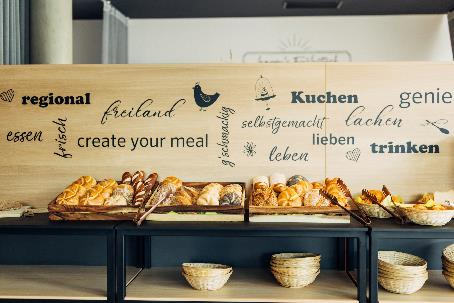 regional
freiland
Kuchen
genie
essen
frisch
create your meal
g'schmackig
selbstgemacht
lachen
lieben
leben
trinken